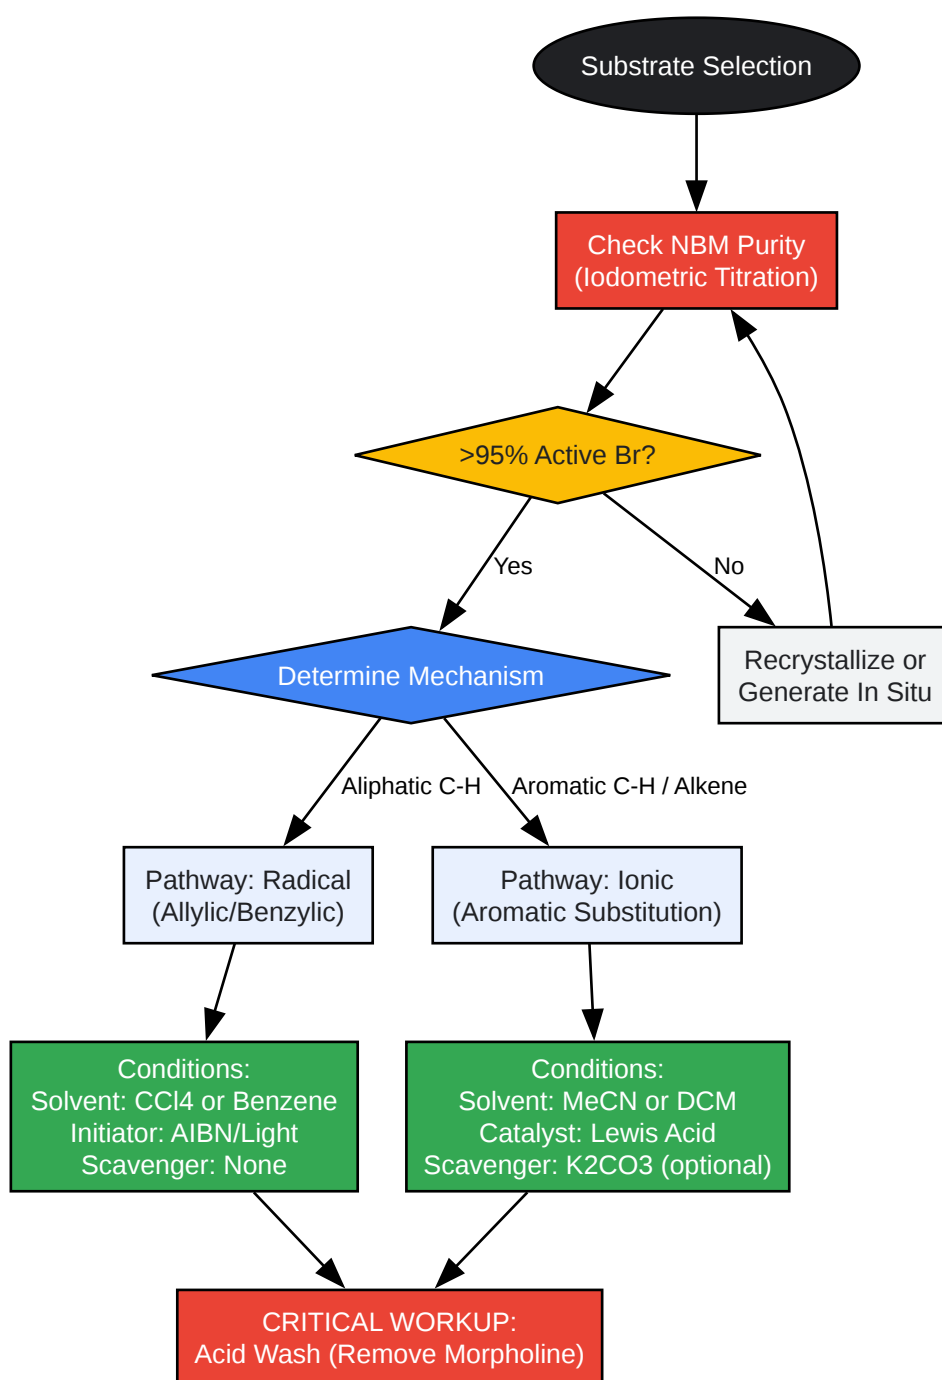 Substrate Selection
Check NBM Purity
(Iodometric Titration)
>95% Active Br?
Yes
No
Determine Mechanism
Recrystallize or
Generate In Situ
Aliphatic C-H
Aromatic C-H / Alkene
Pathway: Radical
(Allylic/Benzylic)
Pathway: Ionic
(Aromatic Substitution)
Conditions:
Solvent: CCl4 or Benzene
Initiator: AIBN/Light
Scavenger: None
Conditions:
Solvent: MeCN or DCM
Catalyst: Lewis Acid
Scavenger: K2CO3 (optional)
CRITICAL WORKUP:
Acid Wash (Remove Morpholine)